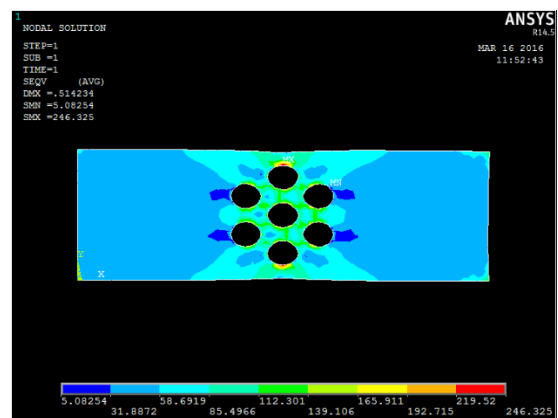 1
NODAL SOLUTION
STEP=1
SUB =1
TIME=1
SEQV (AVG)
DMX =.514234
SMN =5.08254
SMX =246.325
ANSYS
R14.5
MAR 16 2016
11:52:43
MX
MN
Y
X
5.08254 58.6919 112.301 165.911 219.52
31.8872 85.4966 139.106 192.715 246.325